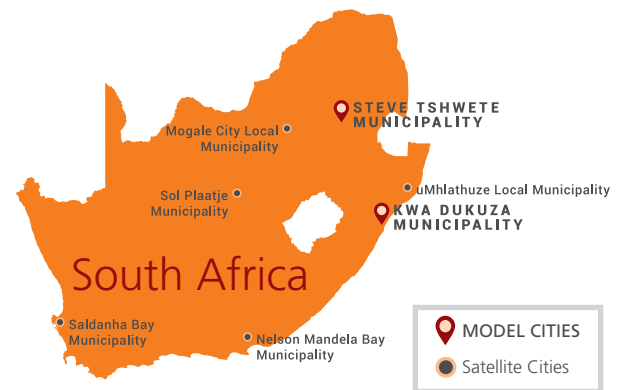 STEVE TSHWETE
MUNICIPALITY
Mogale City Local
Municipality
Sol Plaatje
Municipality
uMhlathuze Local Municipality
KWA DUKUZA
MUNICIPALITY
South Africa
Saldanha Bay
Municipality
Nelson Mandela Bay
Municipality
MODEL CITIES
Satellite Cities